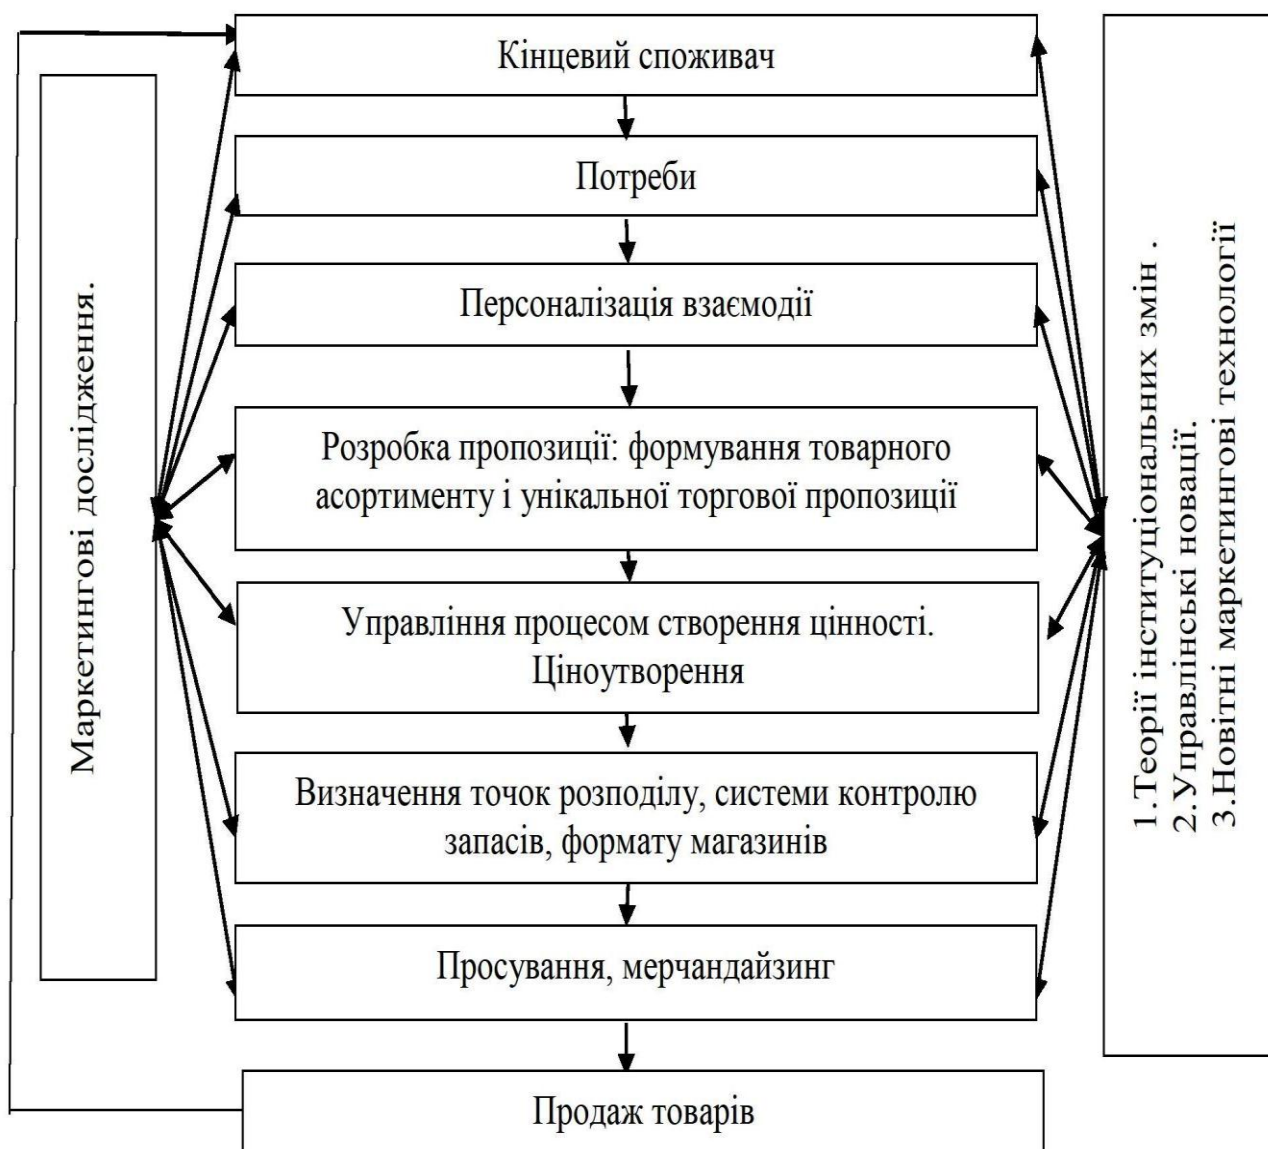 Кінцевий споживач
Потреби
Персоналізація взаємодії
Розробка пропозиції: формування товарного
асортименту і унікальної торгової пропозиції
Управління процесом створення цінності.
Ціноутворення
Визначення точок розподілу, системи контролю
запасів, формату магазинів
Просування, мерчандайзинг
Продаж товарів
Маркетингові дослідження.
1.Теорії інституціональних змін .
2.Управлінські новації.
3.Новітні маркетингові технології